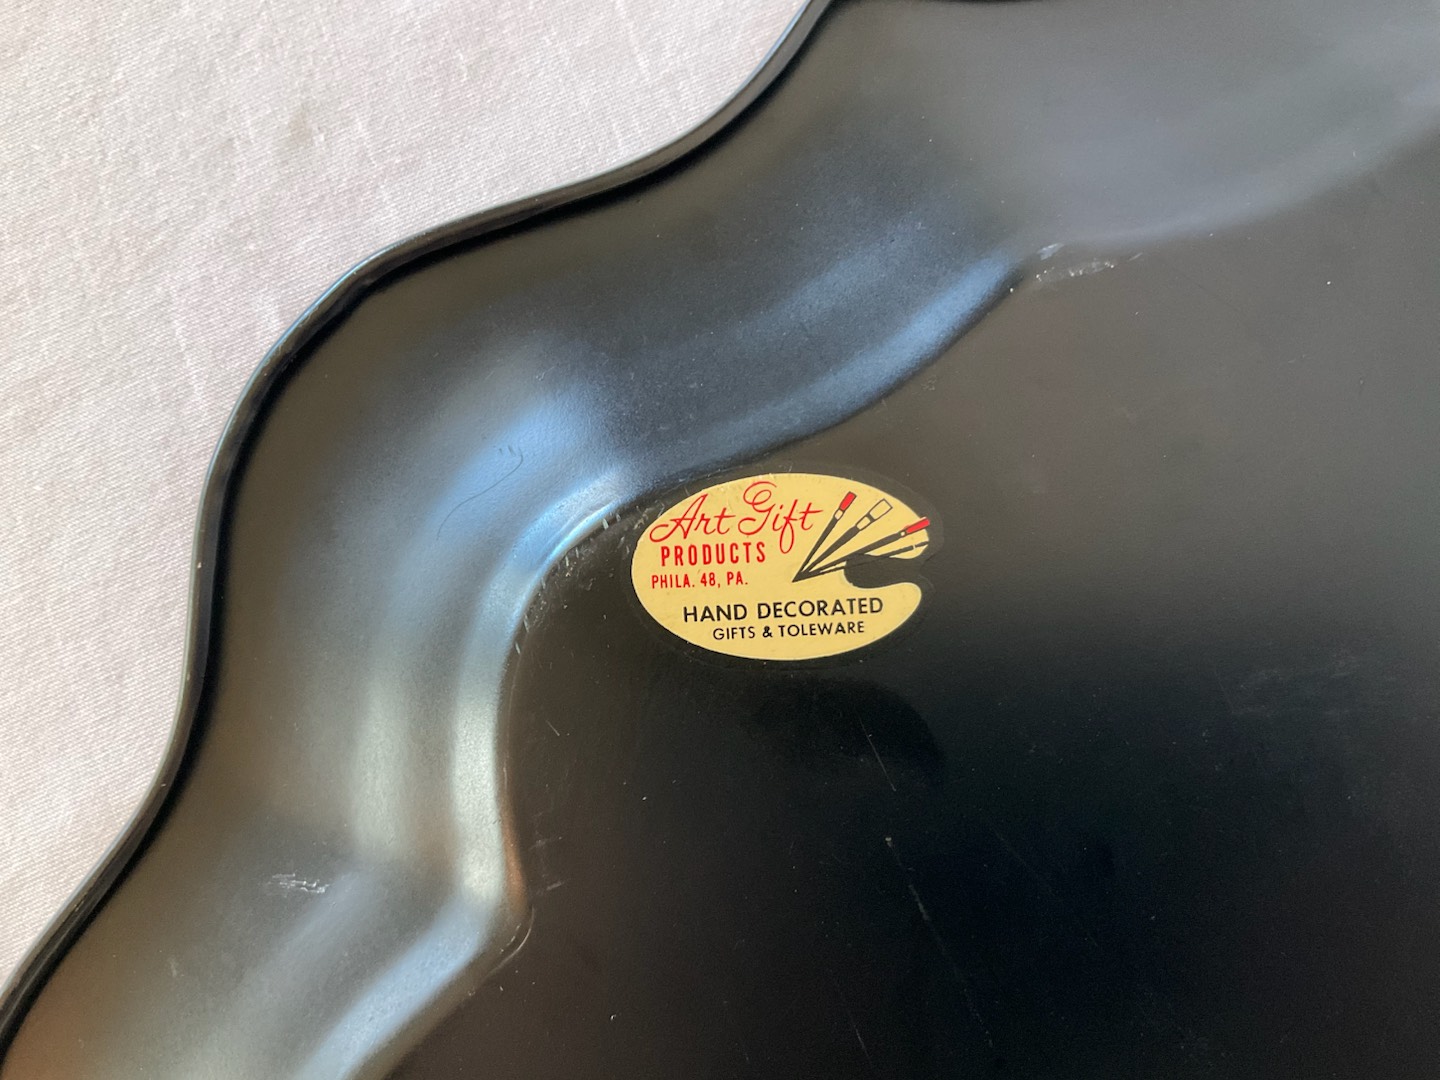 Art Gift
PRODUCTS
PHILA. 48, PA.
HAND DECORATED
GIFTS & TOLEWARE